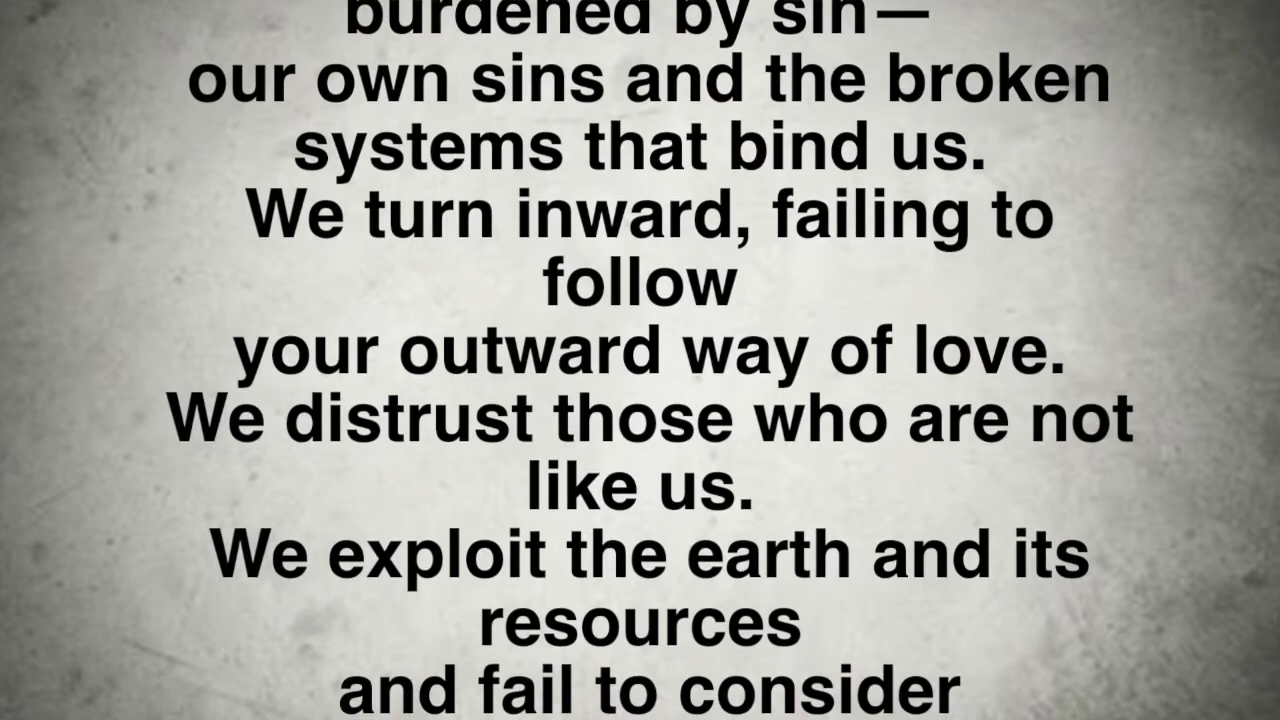 burdened by sin—
our own sins and the broken
systems that bind us.
We turn inward, failing to
follow
your outward way of love.
We distrust those who are not
like us.
We exploit the earth and its
resources
and fail to consider